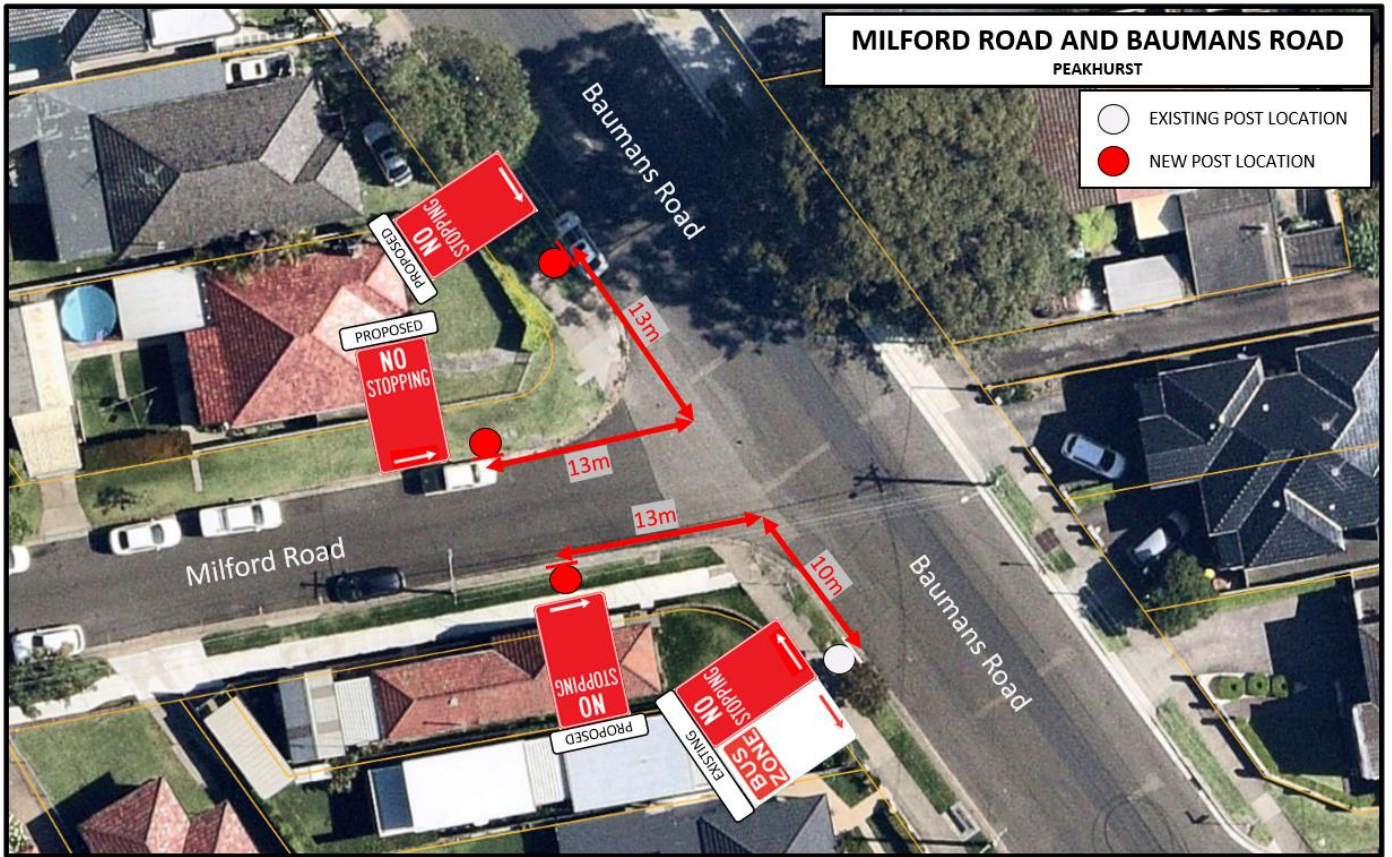 MILFORD ROAD AND BAUMANS ROAD
PEAKHURST
EXISTING POST LOCATION
NEW POST LOCATION
Baumans Road
NO
STOPPING
PROPOSED
13m
PROPOSED
NO
STOPPING
13m
13m
Milford Road
10m
Baumans Road
NO
STOPPING
PROPOSED
NO
STOPPING
BUS
ZONE
EXISTING